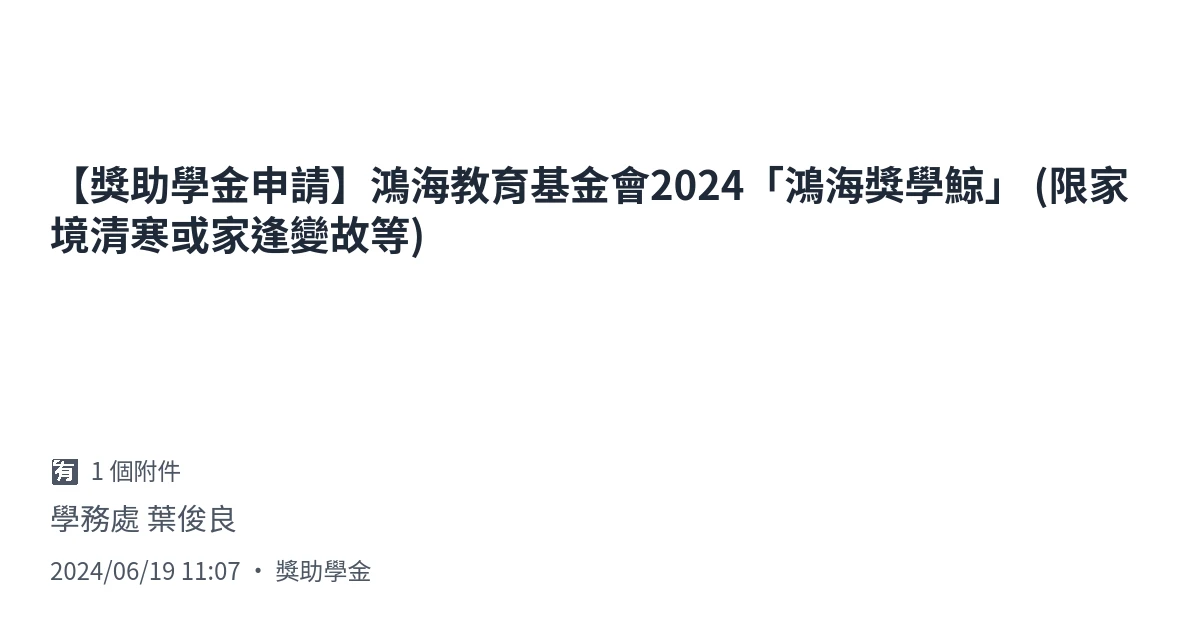 【獎助學金申請】鴻海教育基金會2024「鴻海獎學鯨」 (限家
境清寒或家逢變故等)
有 1 個附件
學務處 葉俊良
2024/06/19 11:07 ・ 獎助學金